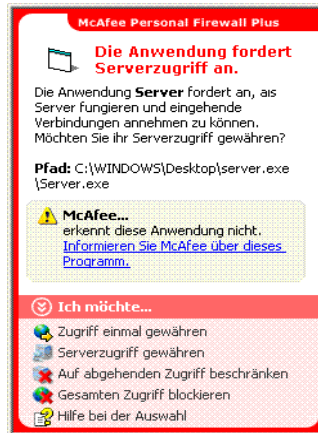 McAfee Personal Firewall Plus
Die Anwendung fordert
Serverzugriff an.
Die Anwendung Server fordert an, als
Server fungieren und eingehende
Verbindungen annehmen zu können.
Möchten Sie ihr Serverzugriff gewähren?
Pfad: C:\WINDOWS\Desktop\server.exe
\Server.exe
McAfee...
erkennt diese Anwendung nicht.
Informieren Sie McAfee über dieses
Programm.
Ich möchte...
Zugriff einmal gewähren
Serverzugriff gewähren
Auf abgehenden Zugriff beschränken
Gesamten Zugriff blockieren
Hilfe bei der Auswahl